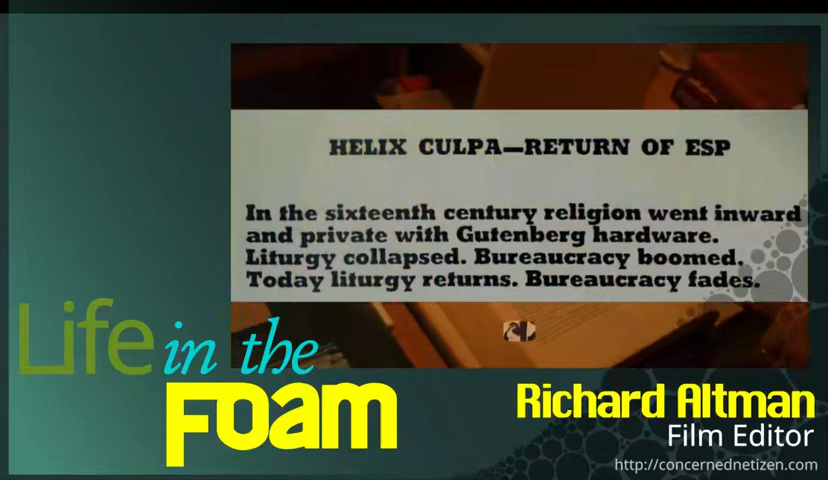 HELIX CULPA—RETURN OF ESP
In the sixteenth century religion went inward
and private with Gutenberg hardware.
Liturgy collapsed. Bureaucracy boomed.
Today liturgy returns. Bureaucracy fades.
Life in the
Foam
Richard Altman
Film Editor
http://concernednetizen.com